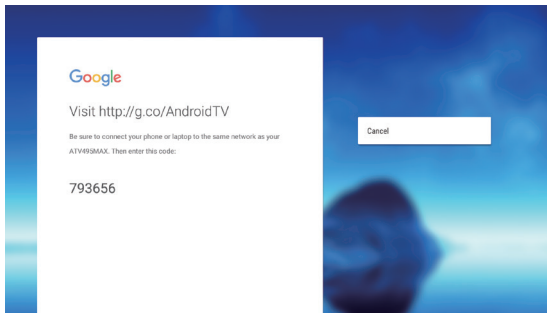 Google
Visit http://g.co/AndroidTV
Be sure to connect your phone or laptop to the same network as your
ATV495MAX. Then enter this code:
793656
Cancel